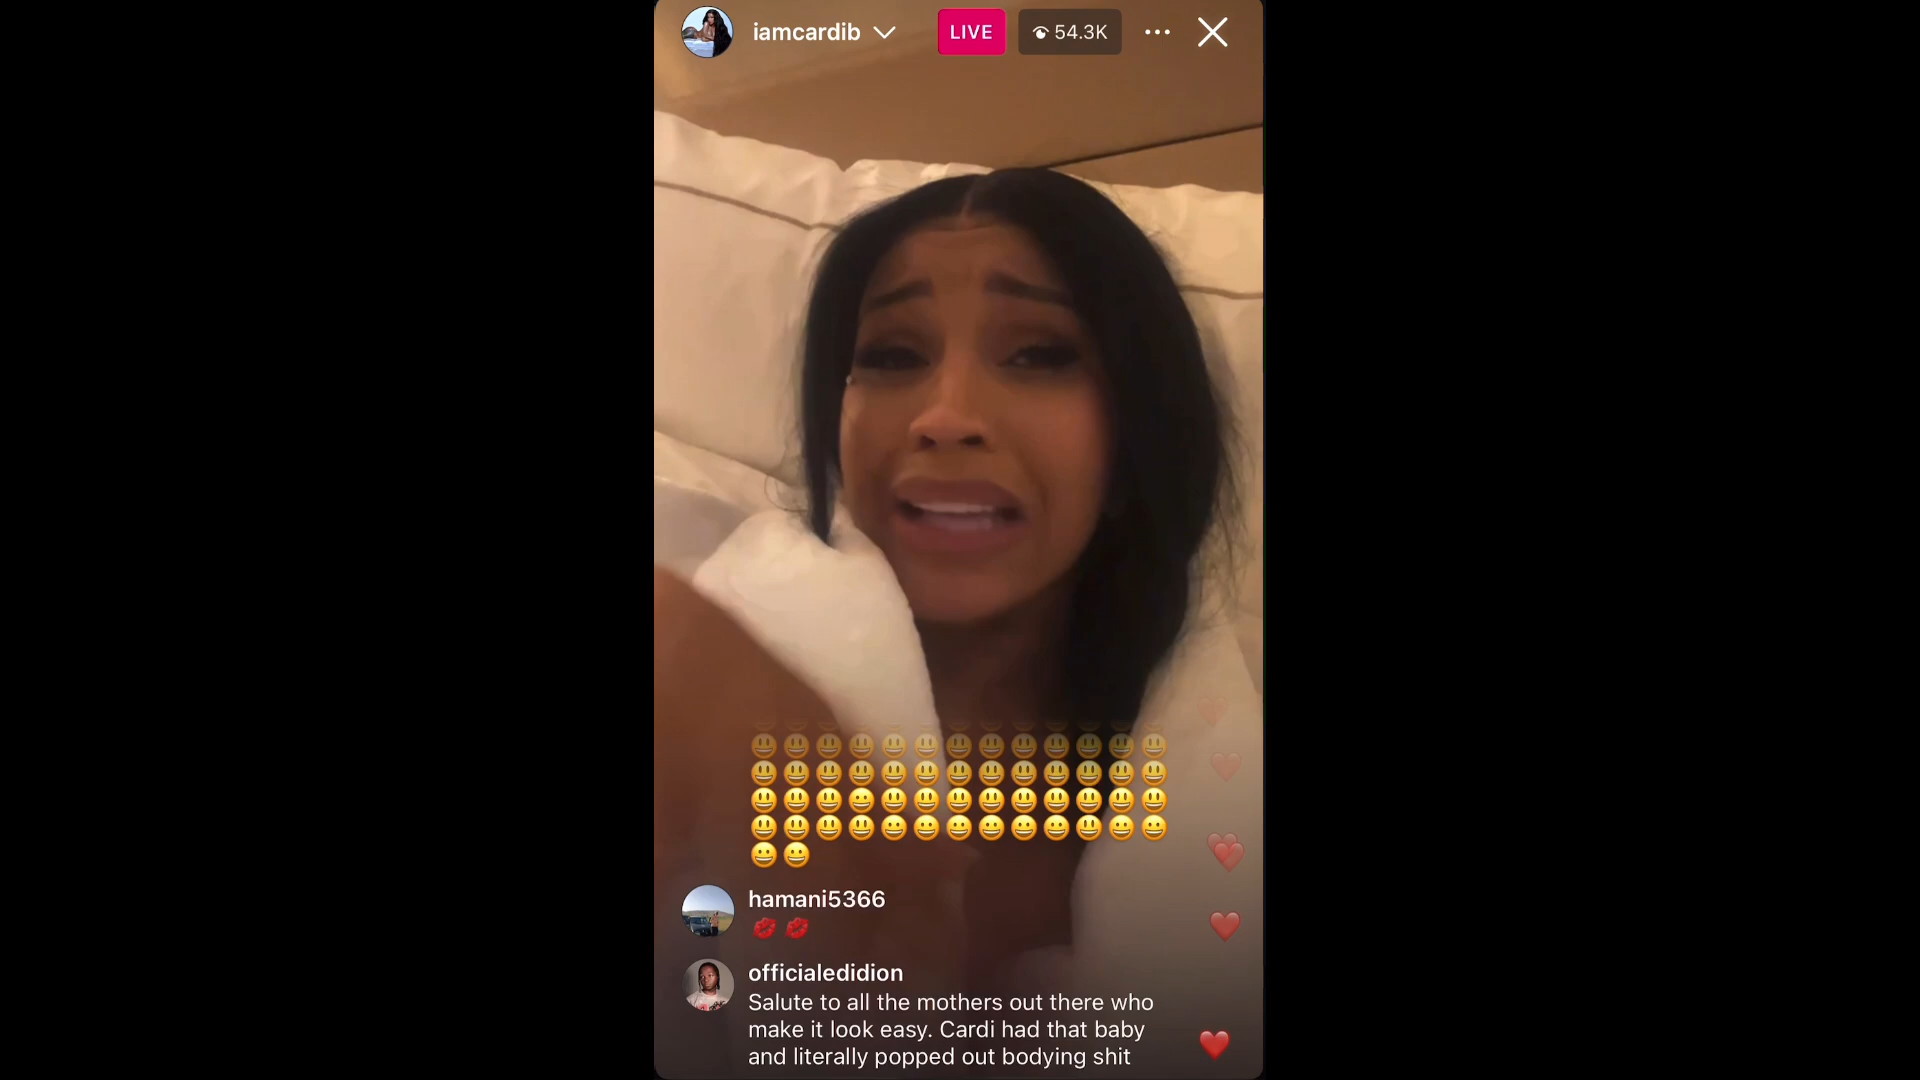 iamcardib
LIVE
54.3K
hamani5366
officialedidion
Salute to all the mothers out there who
make it look easy. Cardi had that baby
and literally popped out bodying shit